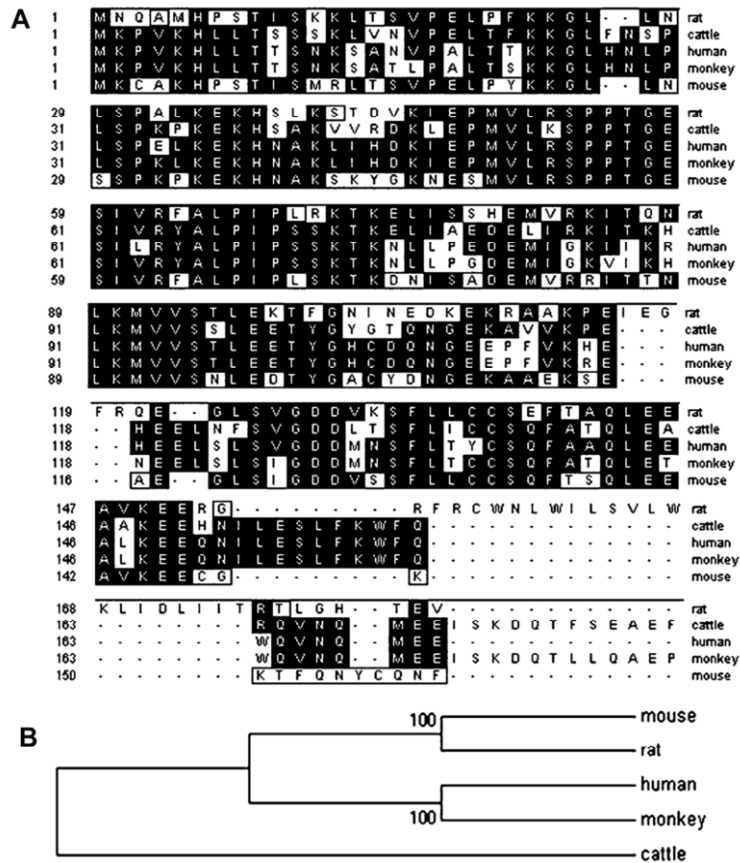 A
1 M N Q A M H P S T I S K K L T S V P E L P F K K G L - - L N rat
1 M K P V K H L L T S S S K L V N V P E L T F K K G L F N S P cattle
1 M K P V K H L L T T S N K S A N V P A L T T K K G L H N L P human
1 M K P V K H L L T T S N K S A T L P A L T S K K G L H N L P monkey
1 M K C A K H P S T I S M R L T S V P E L P Y K K G L - - L N mouse
29 L S P A L K E K H S L K S T D V K I E P M V L R S P P T G E rat
31 L S P K P K E K H S A K V V R D K L E P M V L K S P P T G E cattle
31 L S P E L K E K H N A K L I H D K I E P M V L R S P P T G E human
31 L S P K L K E K H N A K L I H D K I E P M V L R S P P T G E monkey
29 S S P K P K E K H N A K S K Y G K N E S M V L R S P P T G E mouse
59 S I V R F A L P I P L R K T K E L I S S H E M V R K I T Q N rat
61 S I V R Y A L P I P S S K T K E L I A E D E L I R K I T K H cattle
61 S I L R Y A L P I P S S K T K N L L P E D E M I G K I I K R human
61 S I V R Y A L P I P S S K T K N L L P G D E M I G K V I K H monkey
59 S I V R F A L P I P L S K T K D N I S A D E M V R R I T T N mouse
89 L K M V V S T L E K T F G N I N E D K E K R A A K P E I E G rat
91 L K M V V S S L E E T Y G Y G T Q N G E K A V V K P E - - - cattle
91 L K M V V S T L E E T Y G H C D Q N G E E P F V K H E - - - human
91 L K M V V S T L E E T Y G H C D Q N G E E P F V K R E - - - monkey
89 L K M V V S N L E D T Y G A C Y D N G E K A A E K S E - - - mouse
119 F R Q E - - G L S V G D D V K S F L L C C S E F T A Q L E E rat
118 - - H E E L N F S V G D D L T S F L I C C S Q F A T Q L E A cattle
118 - - H E E L S L S V G D D M N S F L T Y C S Q F A A Q L E E human
118 - - N E E L S L S I G D D M N S F L T C C S Q F A T Q L E T monkey
116 - - A E - - G L S I G D D V S S F L L C C S Q F T S Q L E E mouse
147 A V K E E R G - - - - - - - - - R F R C W N L W I L S V L W rat
146 A A K E E H N I L E S L F K W F Q - - - - - - - - - - - - - cattle
146 A L K E E Q N I L E S L F K W F Q - - - - - - - - - - - - - human
146 A L K E E Q N I L E S L F K W F Q - - - - - - - - - - - - - monkey
142 A V K E E C G - - - - - - - - - K - - - - - - - - - - - - - mouse
168 K L I D L I I T R T L G H - - T E V - - - - - - - - - - - - rat
163 - - - - - - - - R Q V N Q - - M E E I S K D Q T F S E A E F cattle
163 - - - - - - - - W Q V N Q - - M E E - - - - - - - - - - - - human
163 - - - - - - - - W Q V N Q - - M E E I S K D Q T L L Q A E P monkey
150 - - - - - - - - K T F Q N Y C Q N F - - - - - - - - - - - - mouse
B
100 mouse
rat
human
100 monkey
cattle